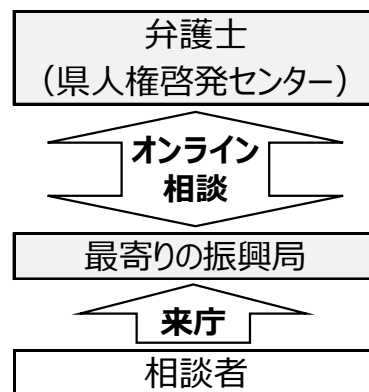 弁護士
（県人権啓発センター）
オンライン
相談
最寄りの振興局
来庁
相談者